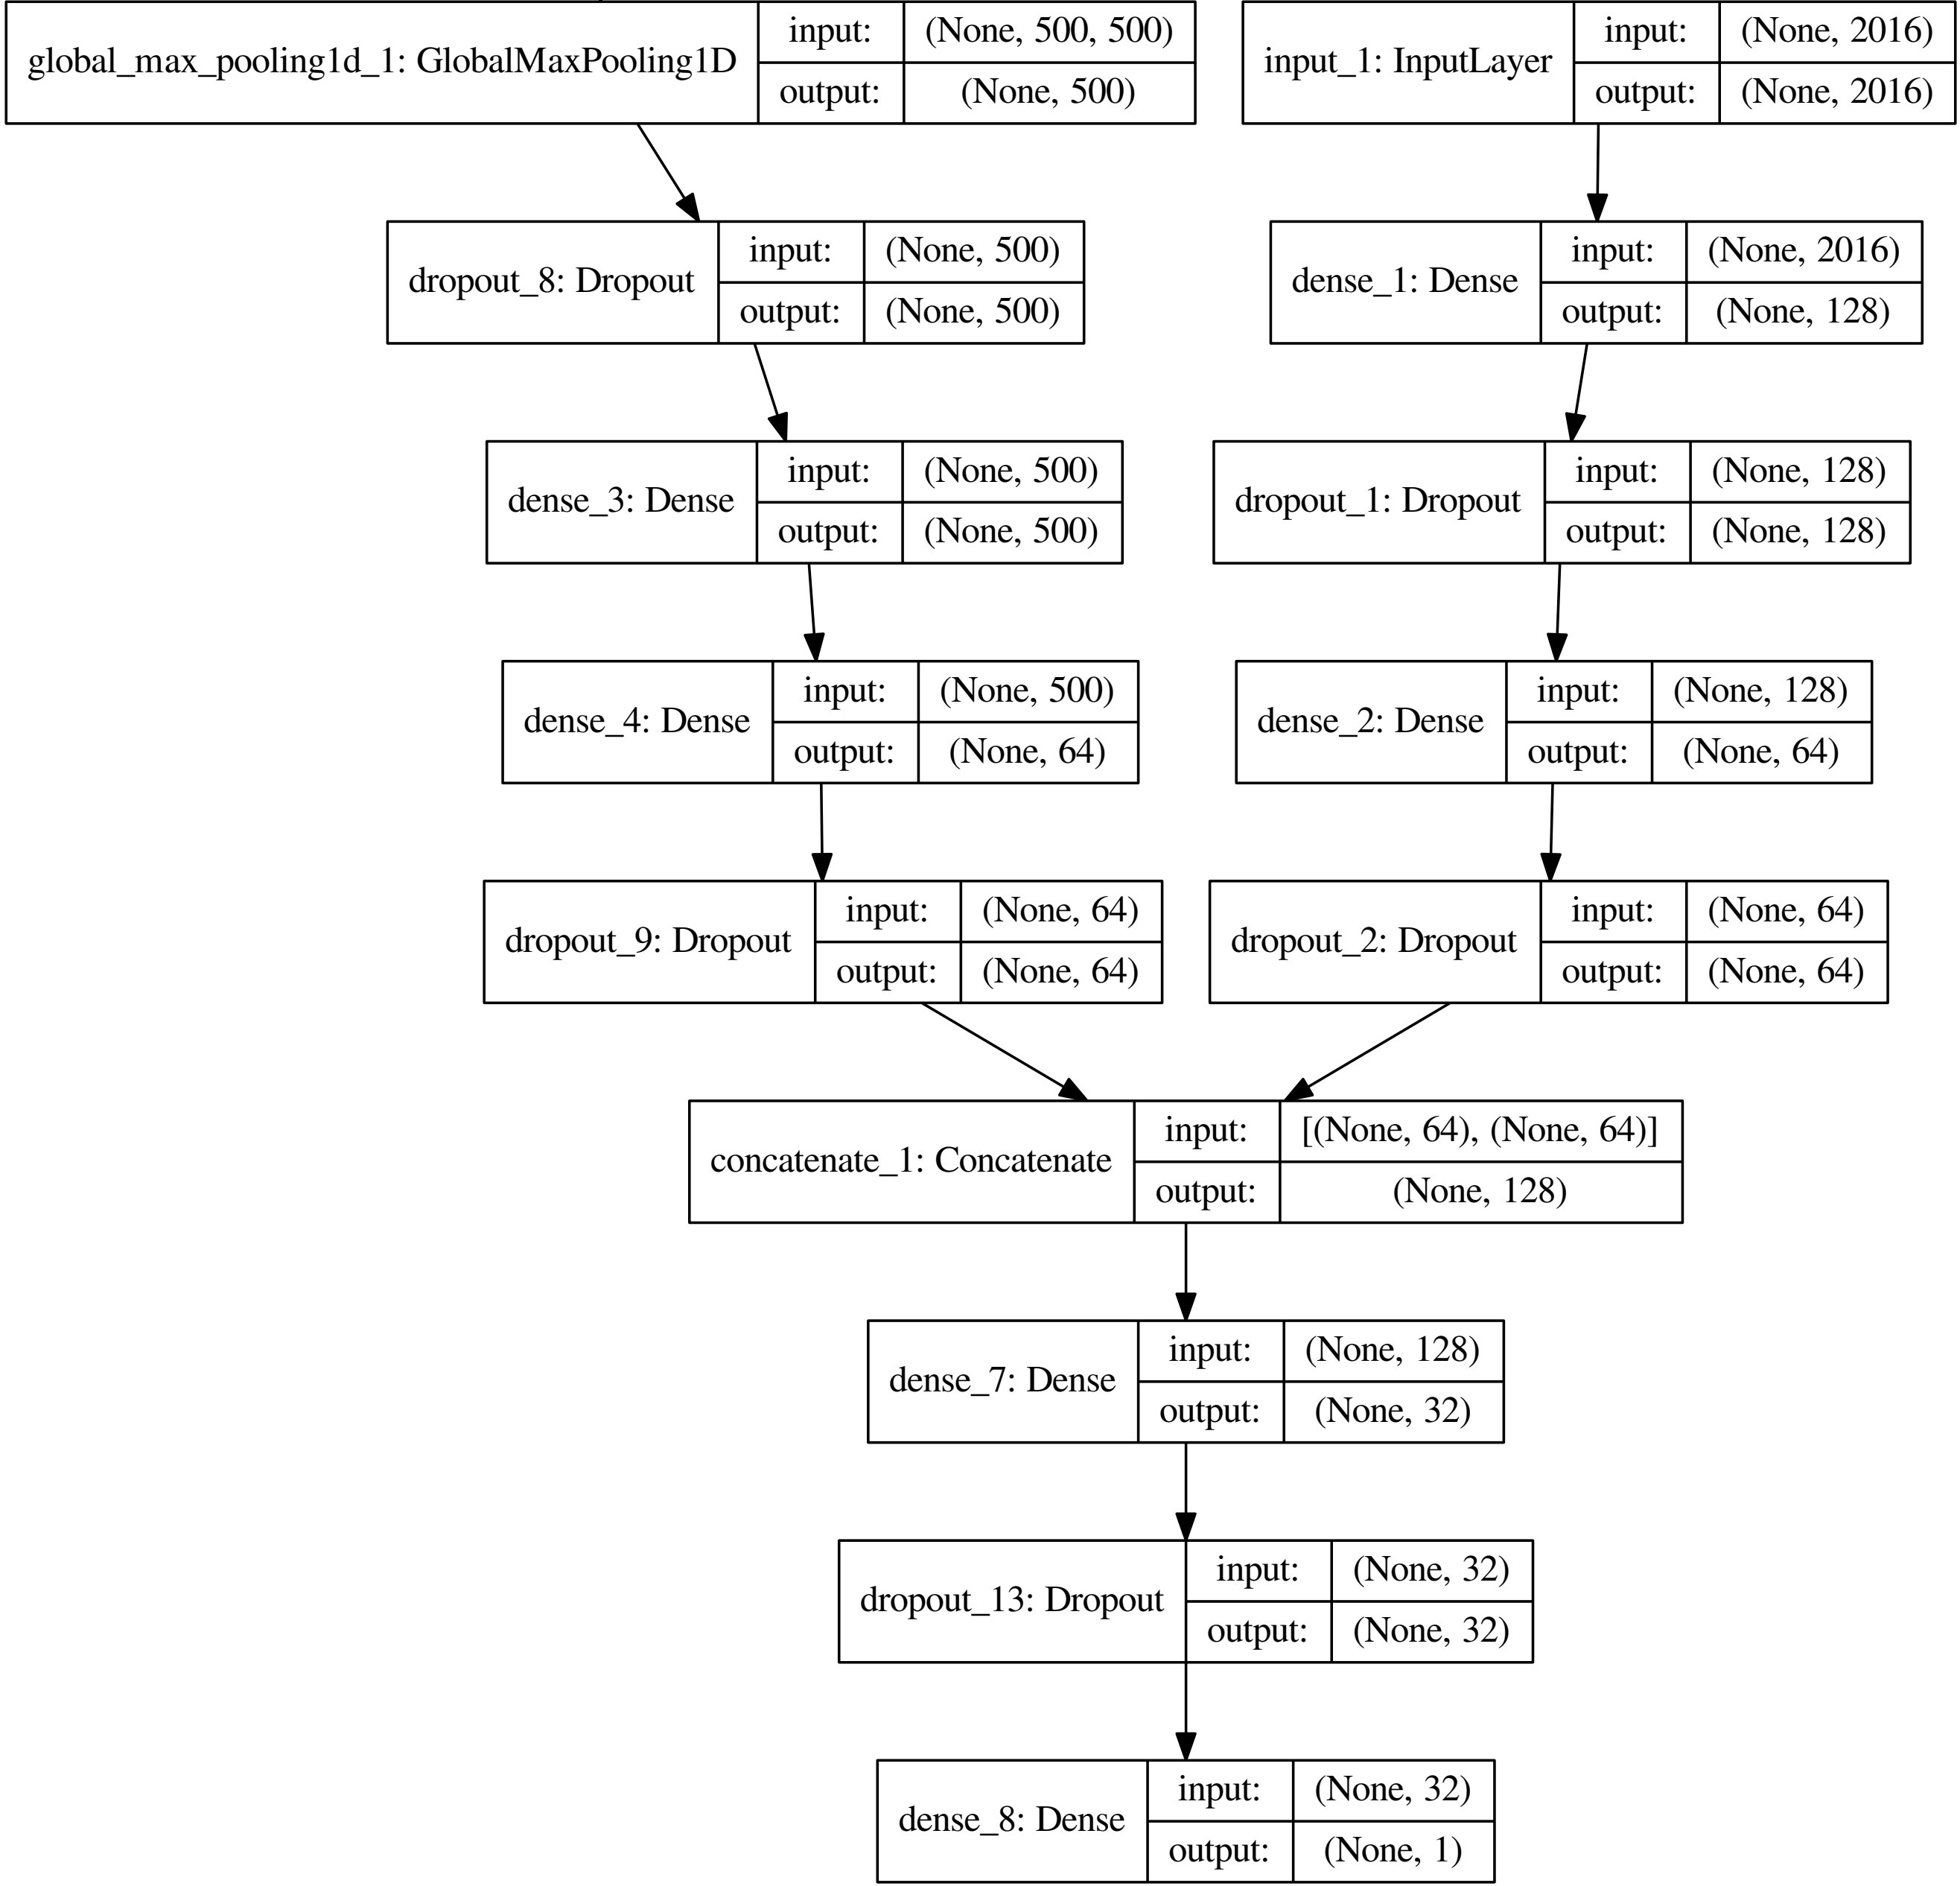 global_max_pooling1d_1: GlobalMaxPooling1D
input: (None, 500, 500)
output: (None, 500)
input_1: InputLayer
input: (None, 2016)
output: (None, 2016)
dropout_8: Dropout
input: (None, 500)
output: (None, 500)
dense_1: Dense
input: (None, 2016)
output: (None, 128)
dense_3: Dense
input: (None, 500)
output: (None, 500)
dropout_1: Dropout
input: (None, 128)
output: (None, 128)
dense_4: Dense
input: (None, 500)
output: (None, 64)
dense_2: Dense
input: (None, 128)
output: (None, 64)
dropout_9: Dropout
input: (None, 64)
output: (None, 64)
dropout_2: Dropout
input: (None, 64)
output: (None, 64)
concatenate_1: Concatenate
input: [(None, 64), (None, 64)]
output: (None, 128)
dense_7: Dense
input: (None, 128)
output: (None, 32)
dropout_13: Dropout
input: (None, 32)
output: (None, 32)
dense_8: Dense
input: (None, 32)
output: (None, 1)